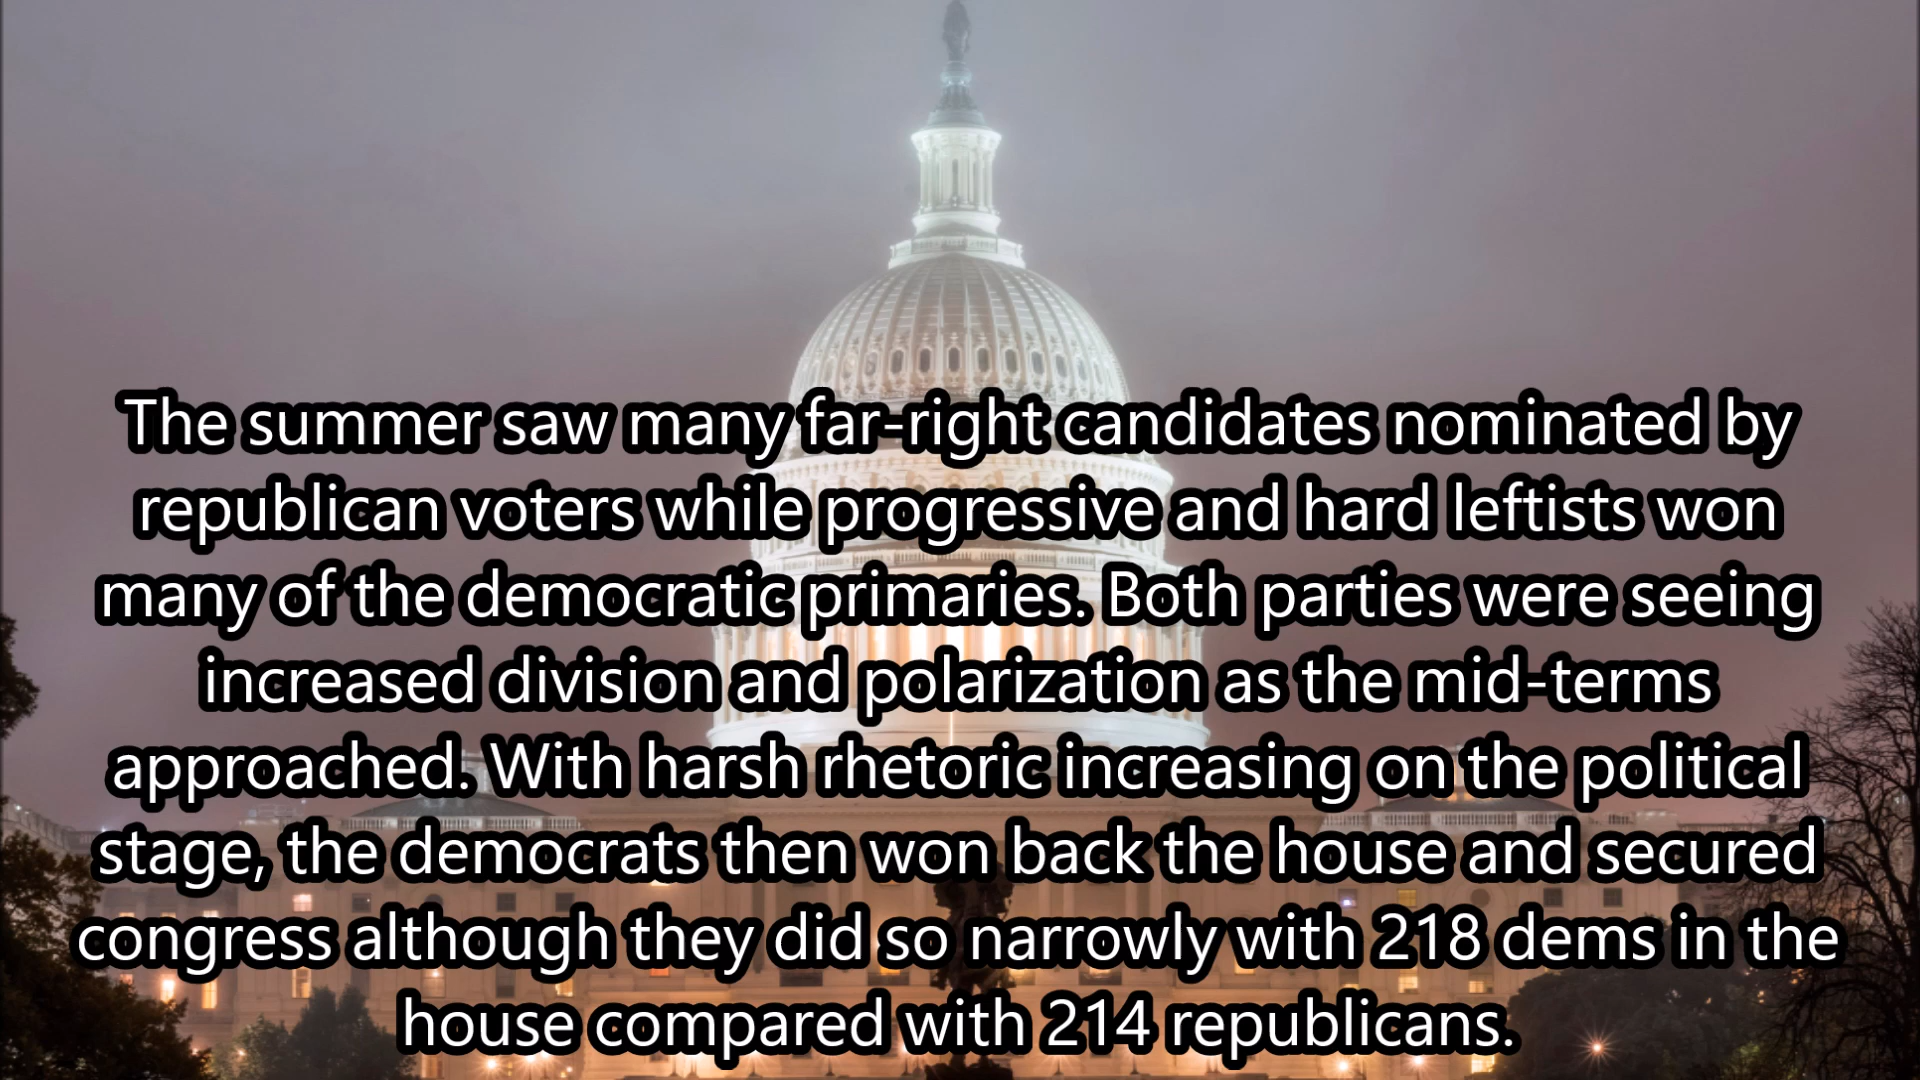 The summer saw many far-right candidates nominated by
republican voters while progressive and hard leftists won
many of the democratic primaries. Both parties were seeing
increased division and polarization as the mid-terms
approached. With harsh rhetoric increasing on the political
stage, the democrats then won back the house and secured
congress although they did so narrowly with 218 dems in the
house compared with 214 republicans.